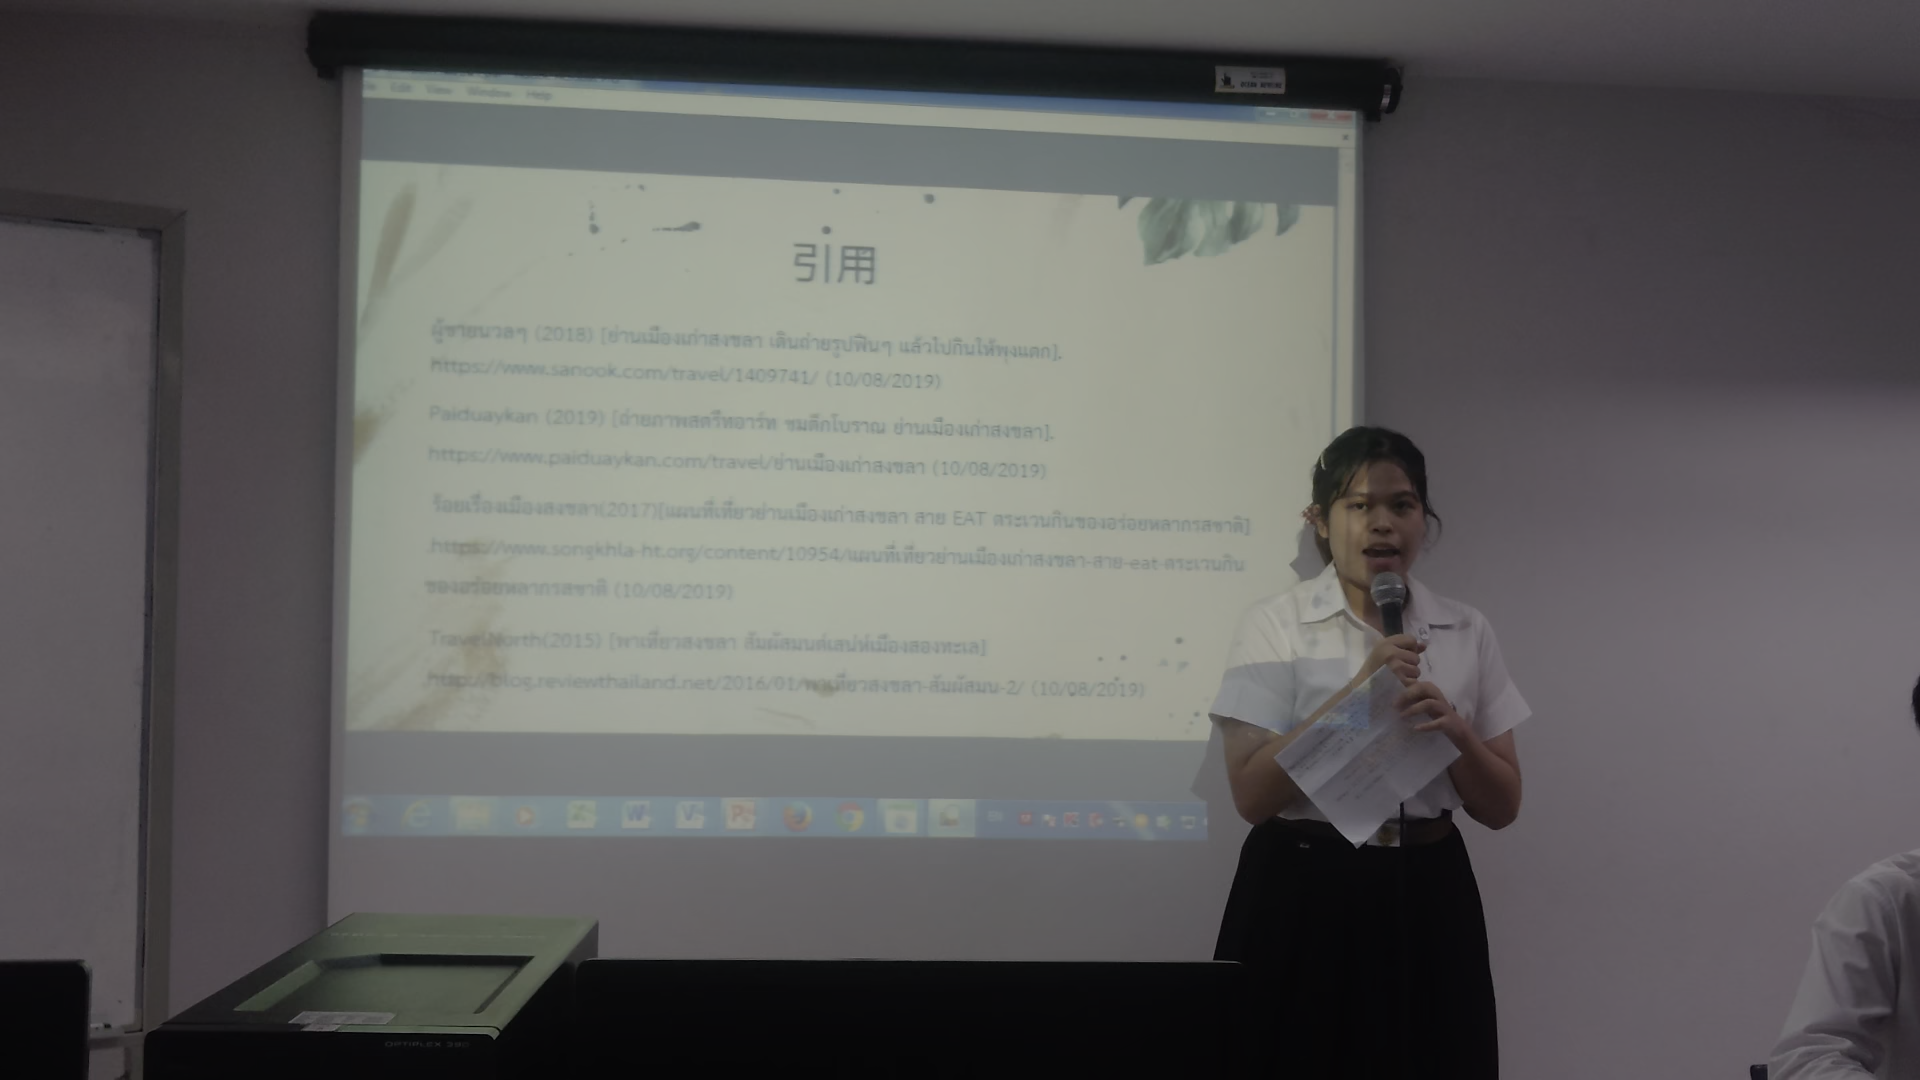 Edit View Window Help
引用
ผู้ชายนวลๆ (2018) [ย่านเมืองเก่าสงขลา เดินถ่ายรูปฟินๆ แล้วไปกินให้พุงแตก].
https://www.sanook.com/travel/1409741/ (10/08/2019)
Paiduaykan (2019) [ถ่ายภาพสตรีทอาร์ท ชมตึกโบราณ ย่านเมืองเก่าสงขลา].
https://www.paiduaykan.com/travel/ย่านเมืองเก่าสงขลา (10/08/2019)
ร้อยเรื่องเมืองสงขลา(2017)[แผนที่เที่ยวย่านเมืองเก่าสงขลา สาย EAT ตระเวนกินของอร่อยหลากรสชาติ]
https://www.songkhla-ht.org/content/10954/แผนที่เที่ยวย่านเมืองเก่าสงขลา-สาย-eat-ตระเวนกิน
ของอร่อยหลากรสชาติ (10/08/2019)
TravelNorth(2015) [พาเที่ยวสงขลา สัมผัสมนต์เสน่ห์เมืองสองทะเล]
http://blog.reviewthailand.net/2016/01/พาเที่ยวสงขลา-สัมผัสมน-2/ (10/08/2019)
OPTIPLEX 390